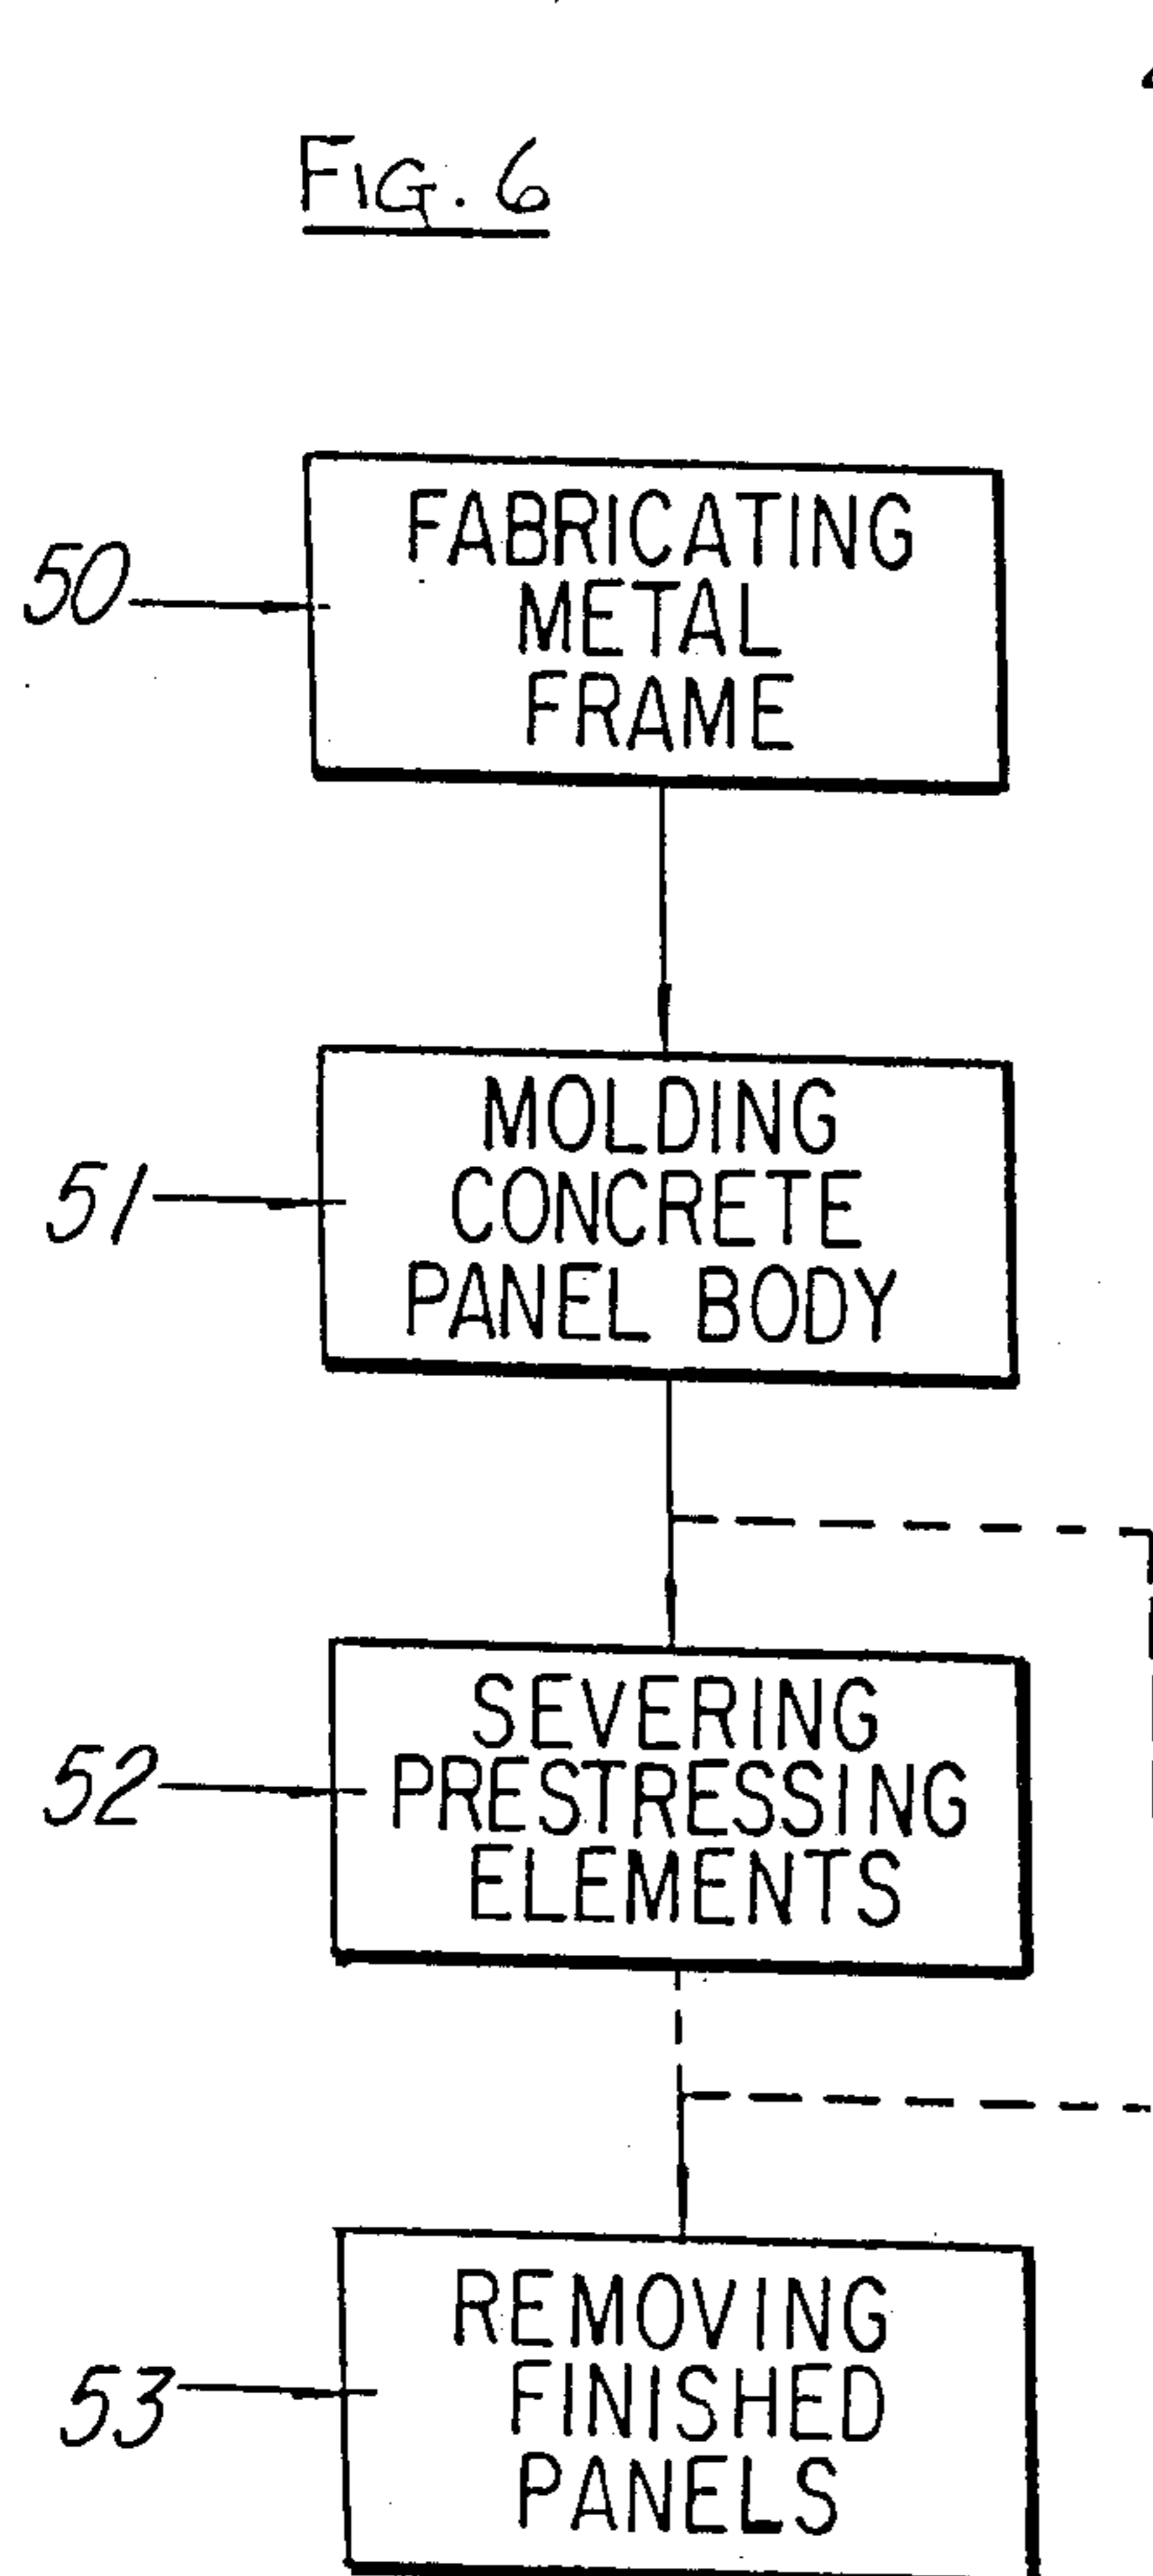 FIG. 6
50
FABRICATING
METAL
FRAME
51
MOLDING
CONCRETE
PANEL BODY
52
SEVERING
PRESTRESSING
ELEMENTS
53
REMOVING
FINISHED
PANELS